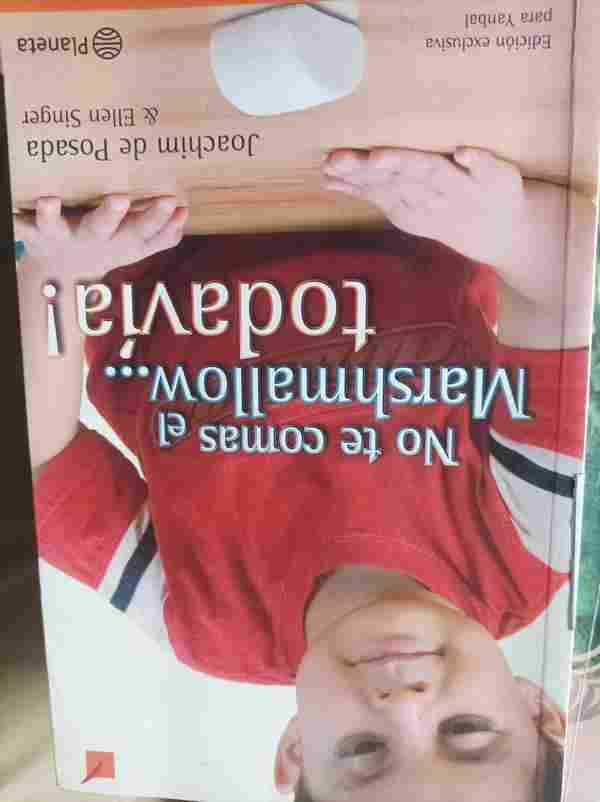 No te comas el
Marshmallow...
todavía!
Joachim de Posada
& Ellen Singer
Edición exclusiva
para Yanbal
Planeta